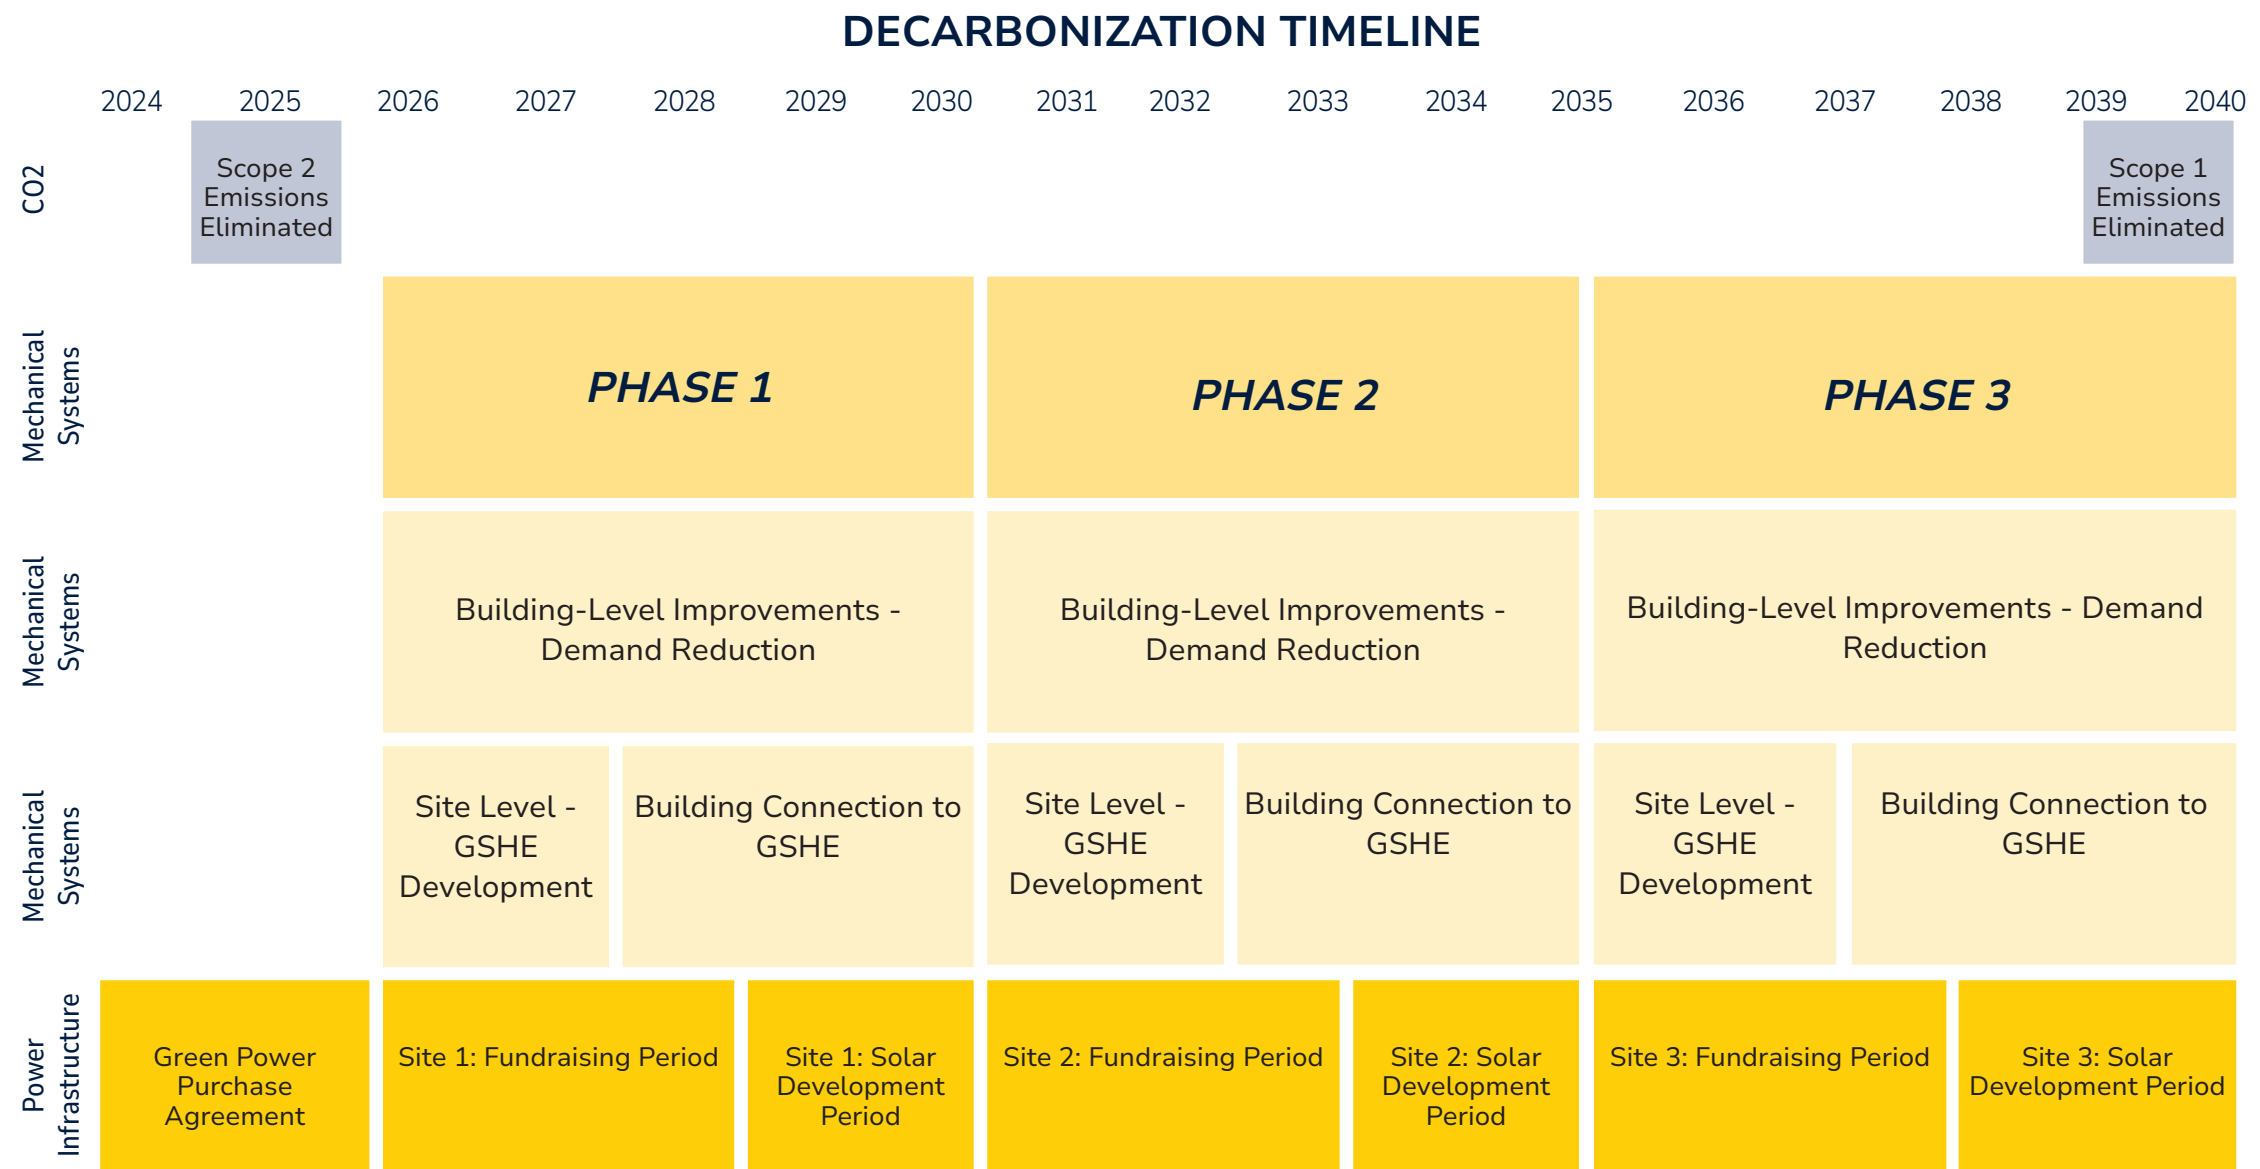 DECARBONIZATION TIMELINE
2024 2025 2026 2027 2028 2029 2030 2031 2032 2033 2034 2035 2036 2037 2038 2039 2040
CO2
Scope 2
Emissions
Eliminated
Scope 1
Emissions
Eliminated
Mechanical
Systems
PHASE 1
PHASE 2
PHASE 3
Mechanical
Systems
Building-Level Improvements -
Demand Reduction
Building-Level Improvements -
Demand Reduction
Building-Level Improvements - Demand
Reduction
Mechanical
Systems
Site Level -
GSHE
Development
Building Connection to
GSHE
Site Level -
GSHE
Development
Building Connection to
GSHE
Site Level -
GSHE
Development
Building Connection to
GSHE
Power
Infrastructure
Green Power
Purchase
Agreement
Site 1: Fundraising Period
Site 1: Solar
Development
Period
Site 2: Fundraising Period
Site 2: Solar
Development
Period
Site 3: Fundraising Period
Site 3: Solar
Development Period